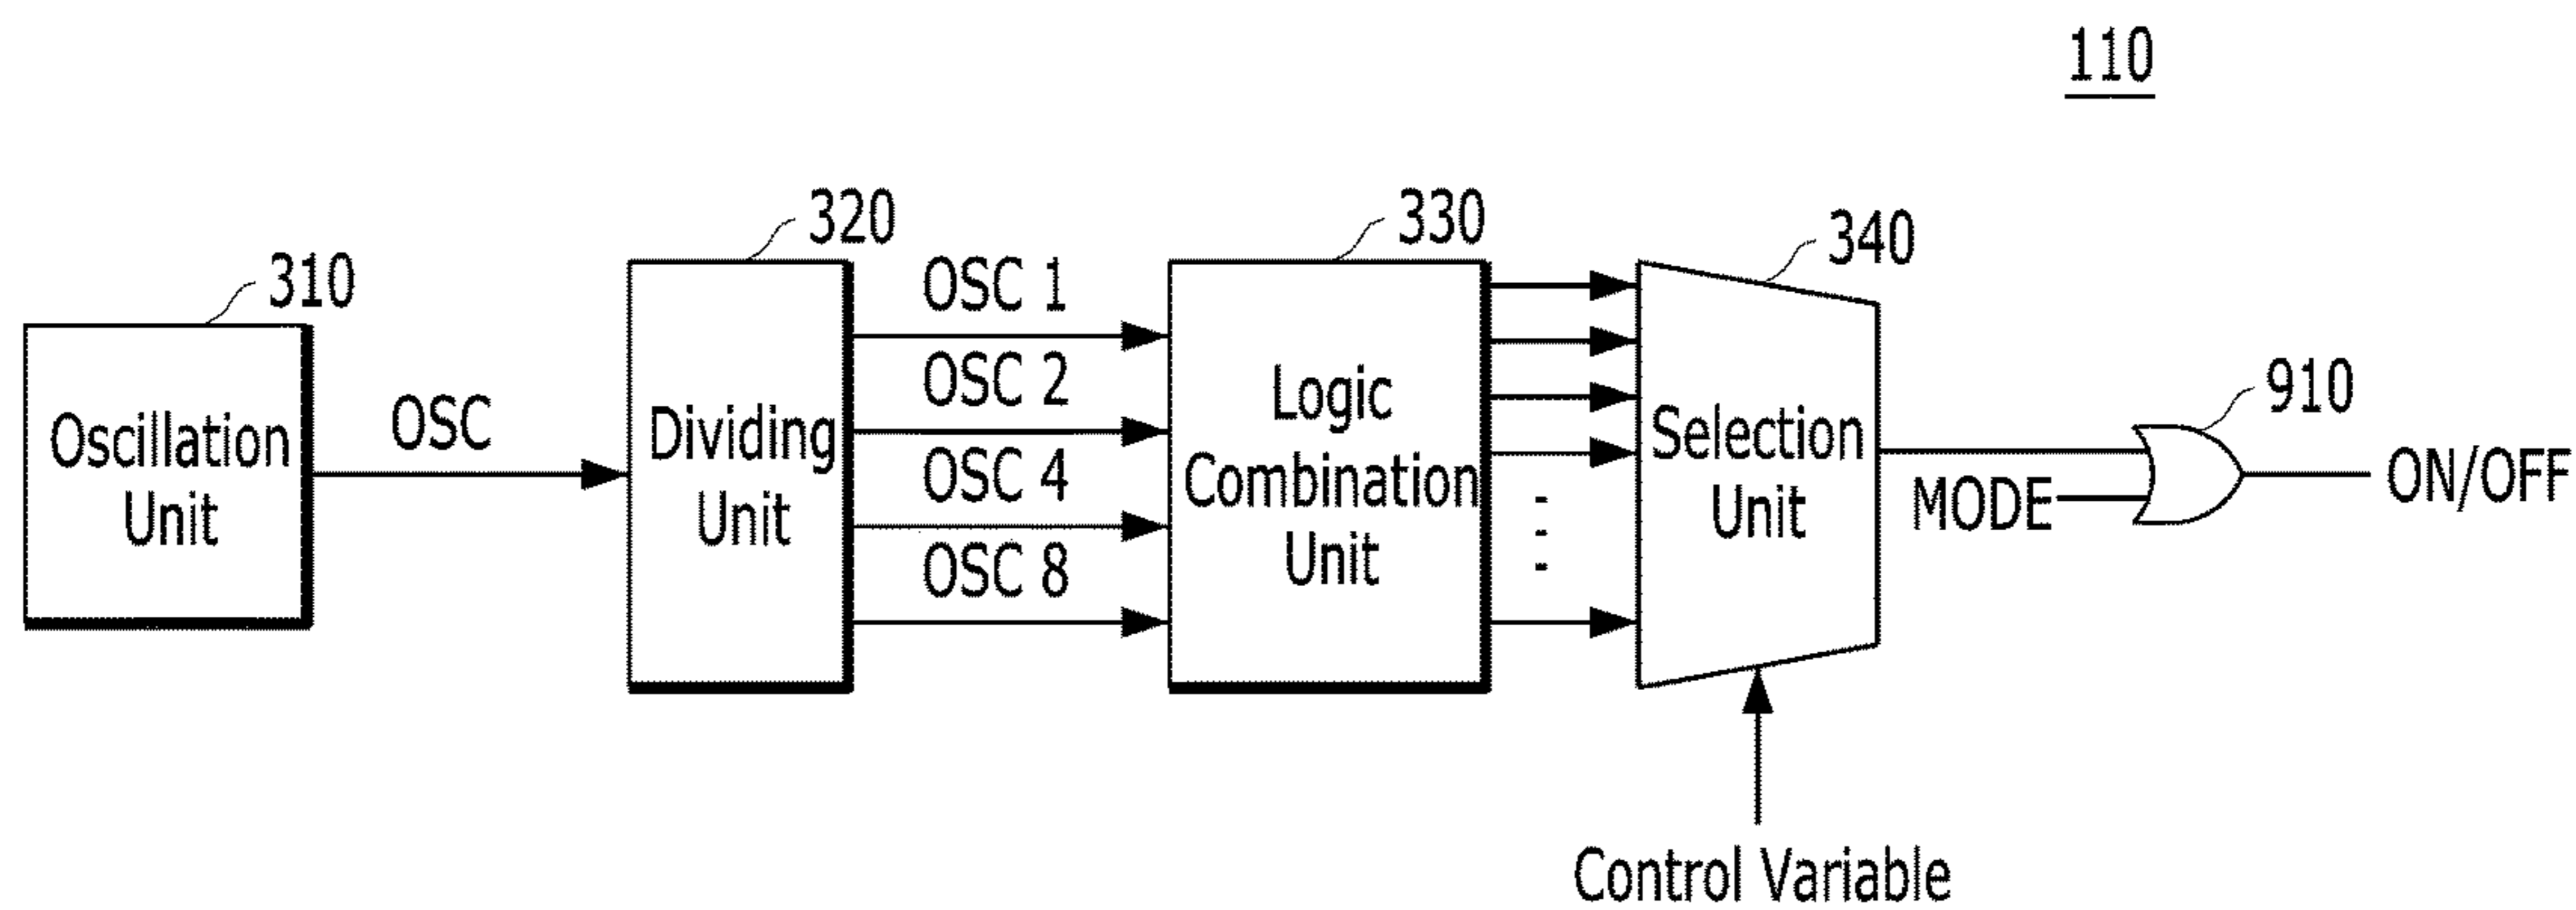 110
310
320
330
340
910
Oscillation
Unit
OSC
Dividing
Unit
OSC 1
OSC 2
OSC 4
OSC 8
Logic
Combination
Unit
Selection
Unit
MODE
ON/OFF
Control Variable